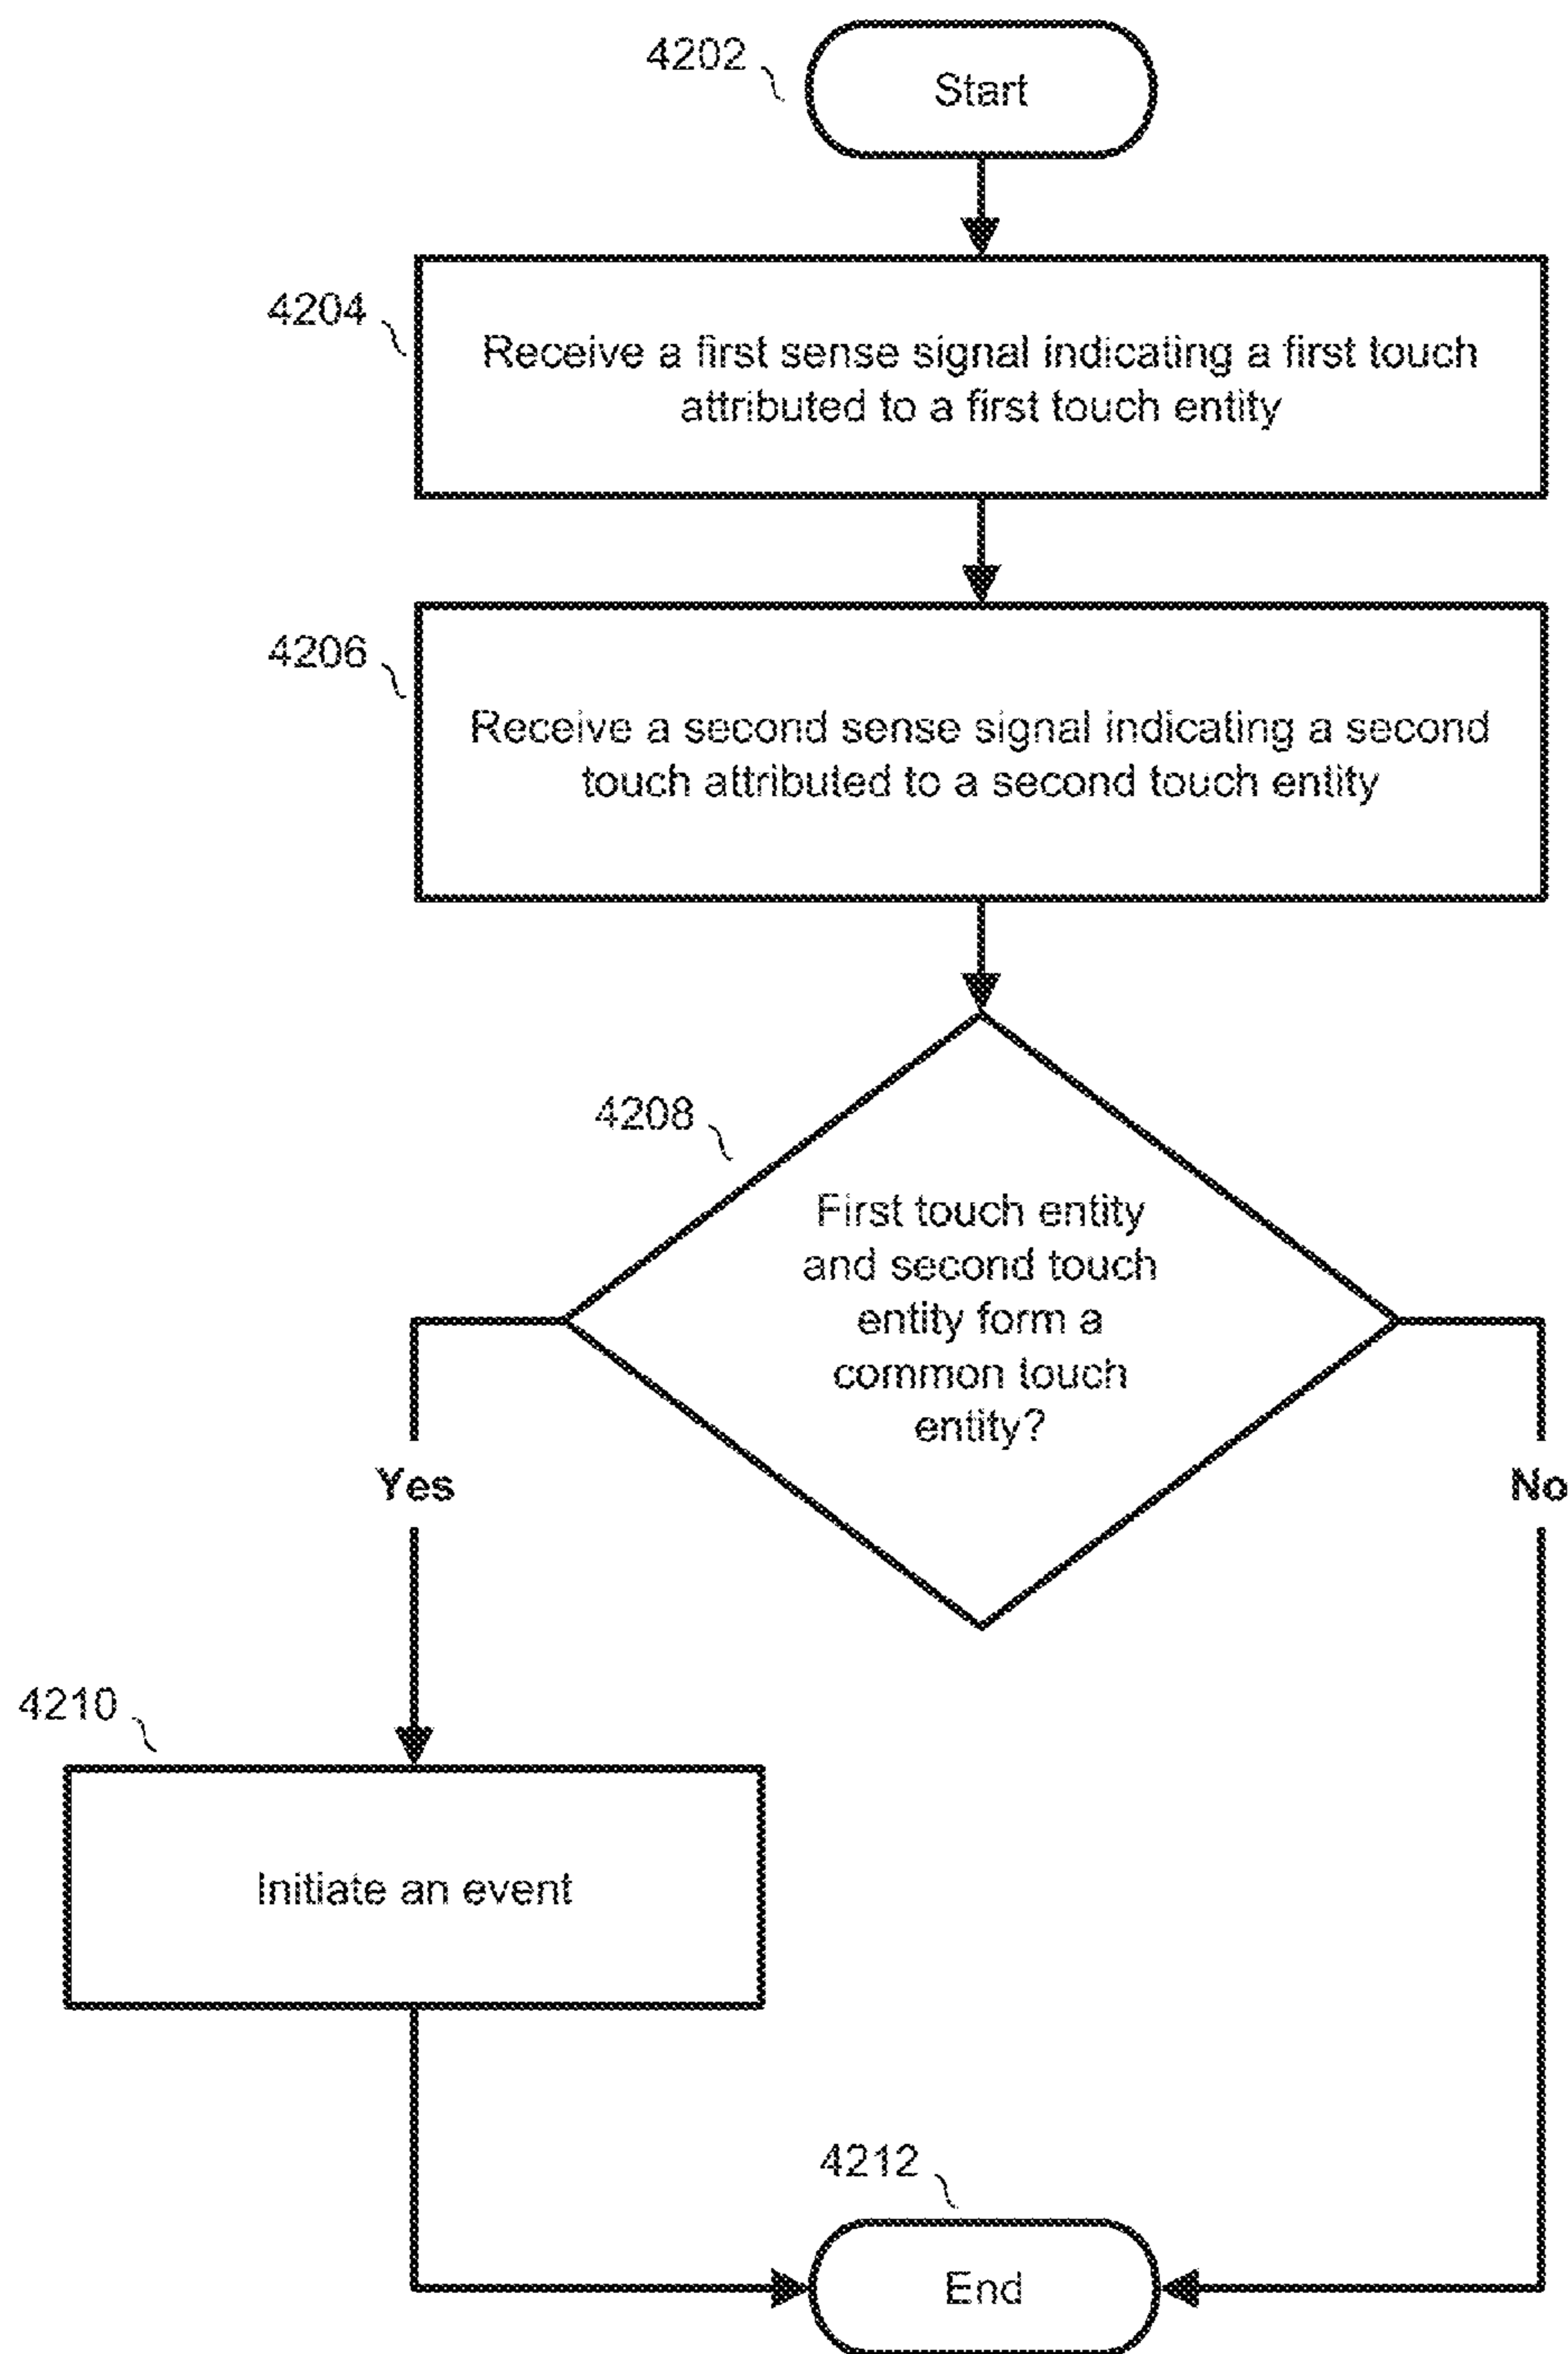 4202
Start
4204
Receive a first sense signal indicating a first touch
attributed to a first touch entity
4206
Receive a second sense signal indicating a second
touch attributed to a second touch entity
4208
First touch entity
and second touch
entity form a
common touch
entity?
Yes
No
4210
Initiate an event
4212
End